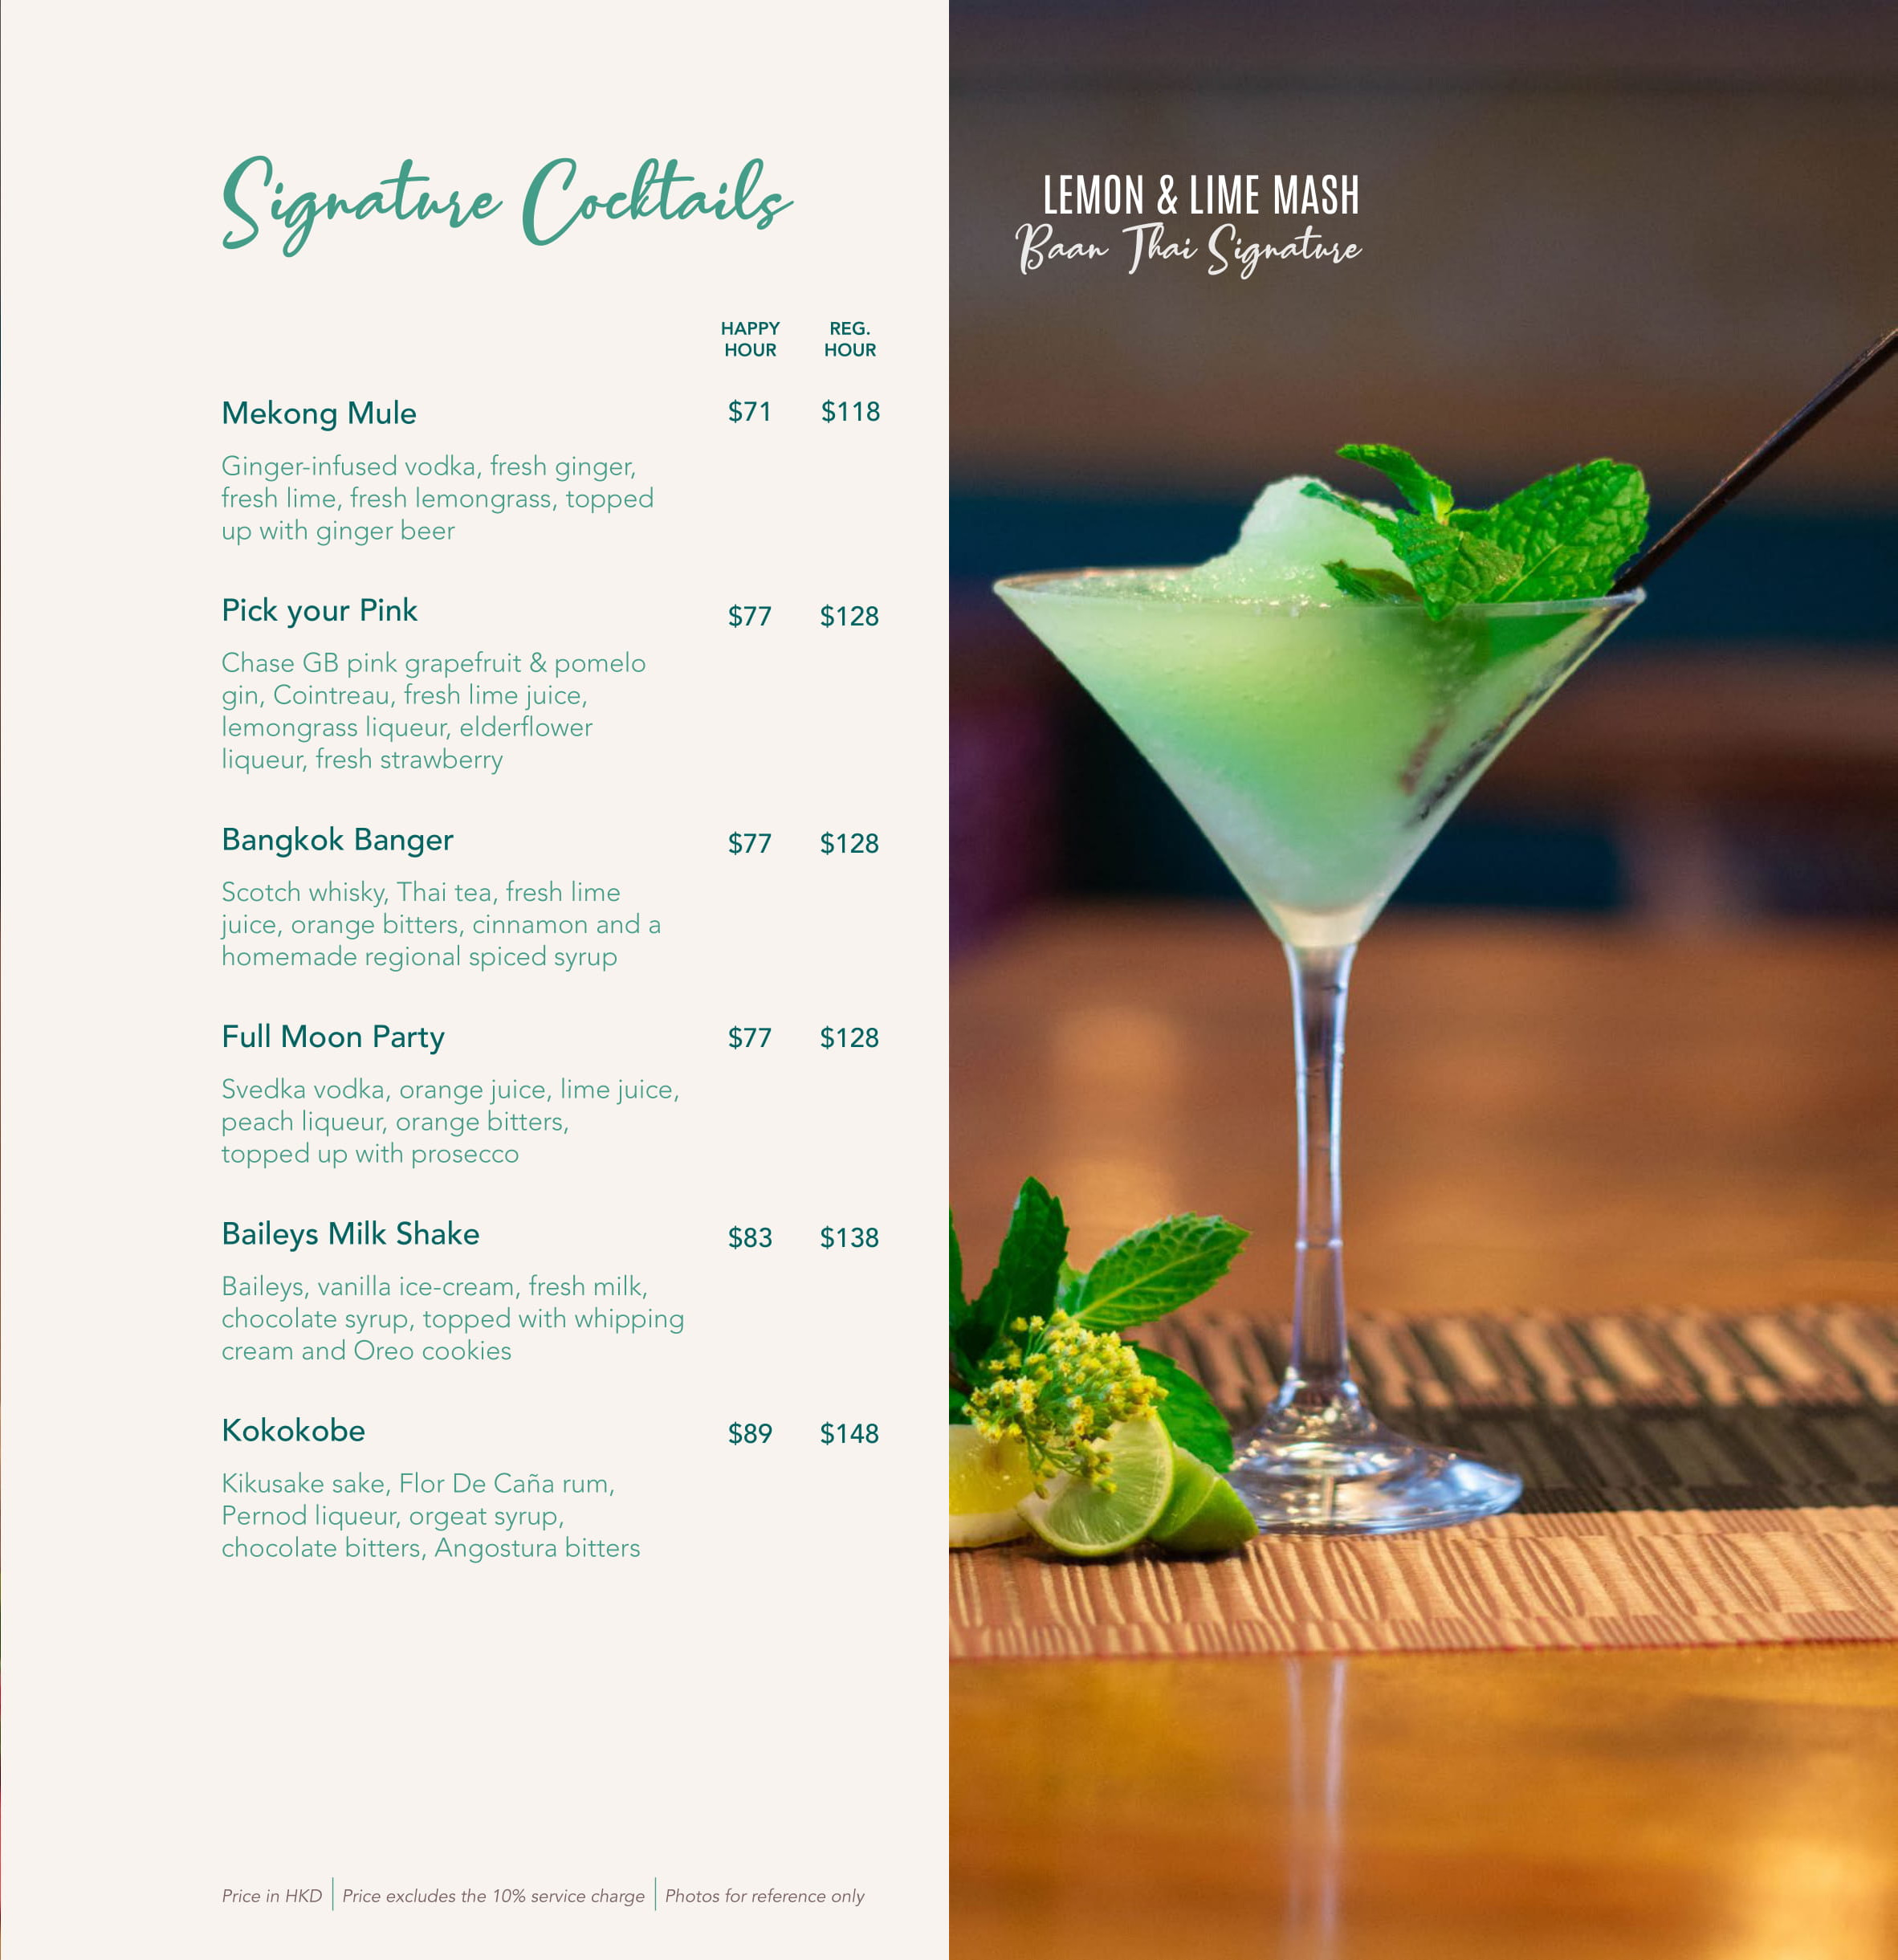 Signature Cocktails
HAPPY HOUR
REG. HOUR
Mekong Mule $71 $118
Ginger-infused vodka, fresh ginger,
fresh lime, fresh lemongrass, topped
up with ginger beer
Pick your Pink $77 $128
Chase GB pink grapefruit & pomelo
gin, Cointreau, fresh lime juice,
lemongrass liqueur, elderflower
liqueur, fresh strawberry
Bangkok Banger $77 $128
Scotch whisky, Thai tea, fresh lime
juice, orange bitters, cinnamon and a
homemade regional spiced syrup
Full Moon Party $77 $128
Svedka vodka, orange juice, lime juice,
peach liqueur, orange bitters,
topped up with prosecco
Baileys Milk Shake $83 $138
Baileys, vanilla ice-cream, fresh milk,
chocolate syrup, topped with whipping
cream and Oreo cookies
Kokokobe $89 $148
Kikusake sake, Flor De Caña rum,
Pernod liqueur, orgeat syrup,
chocolate bitters, Angostura bitters
Price in HKD | Price excludes the 10% service charge | Photos for reference only
LEMON & LIME MASH
Baan Thai Signature